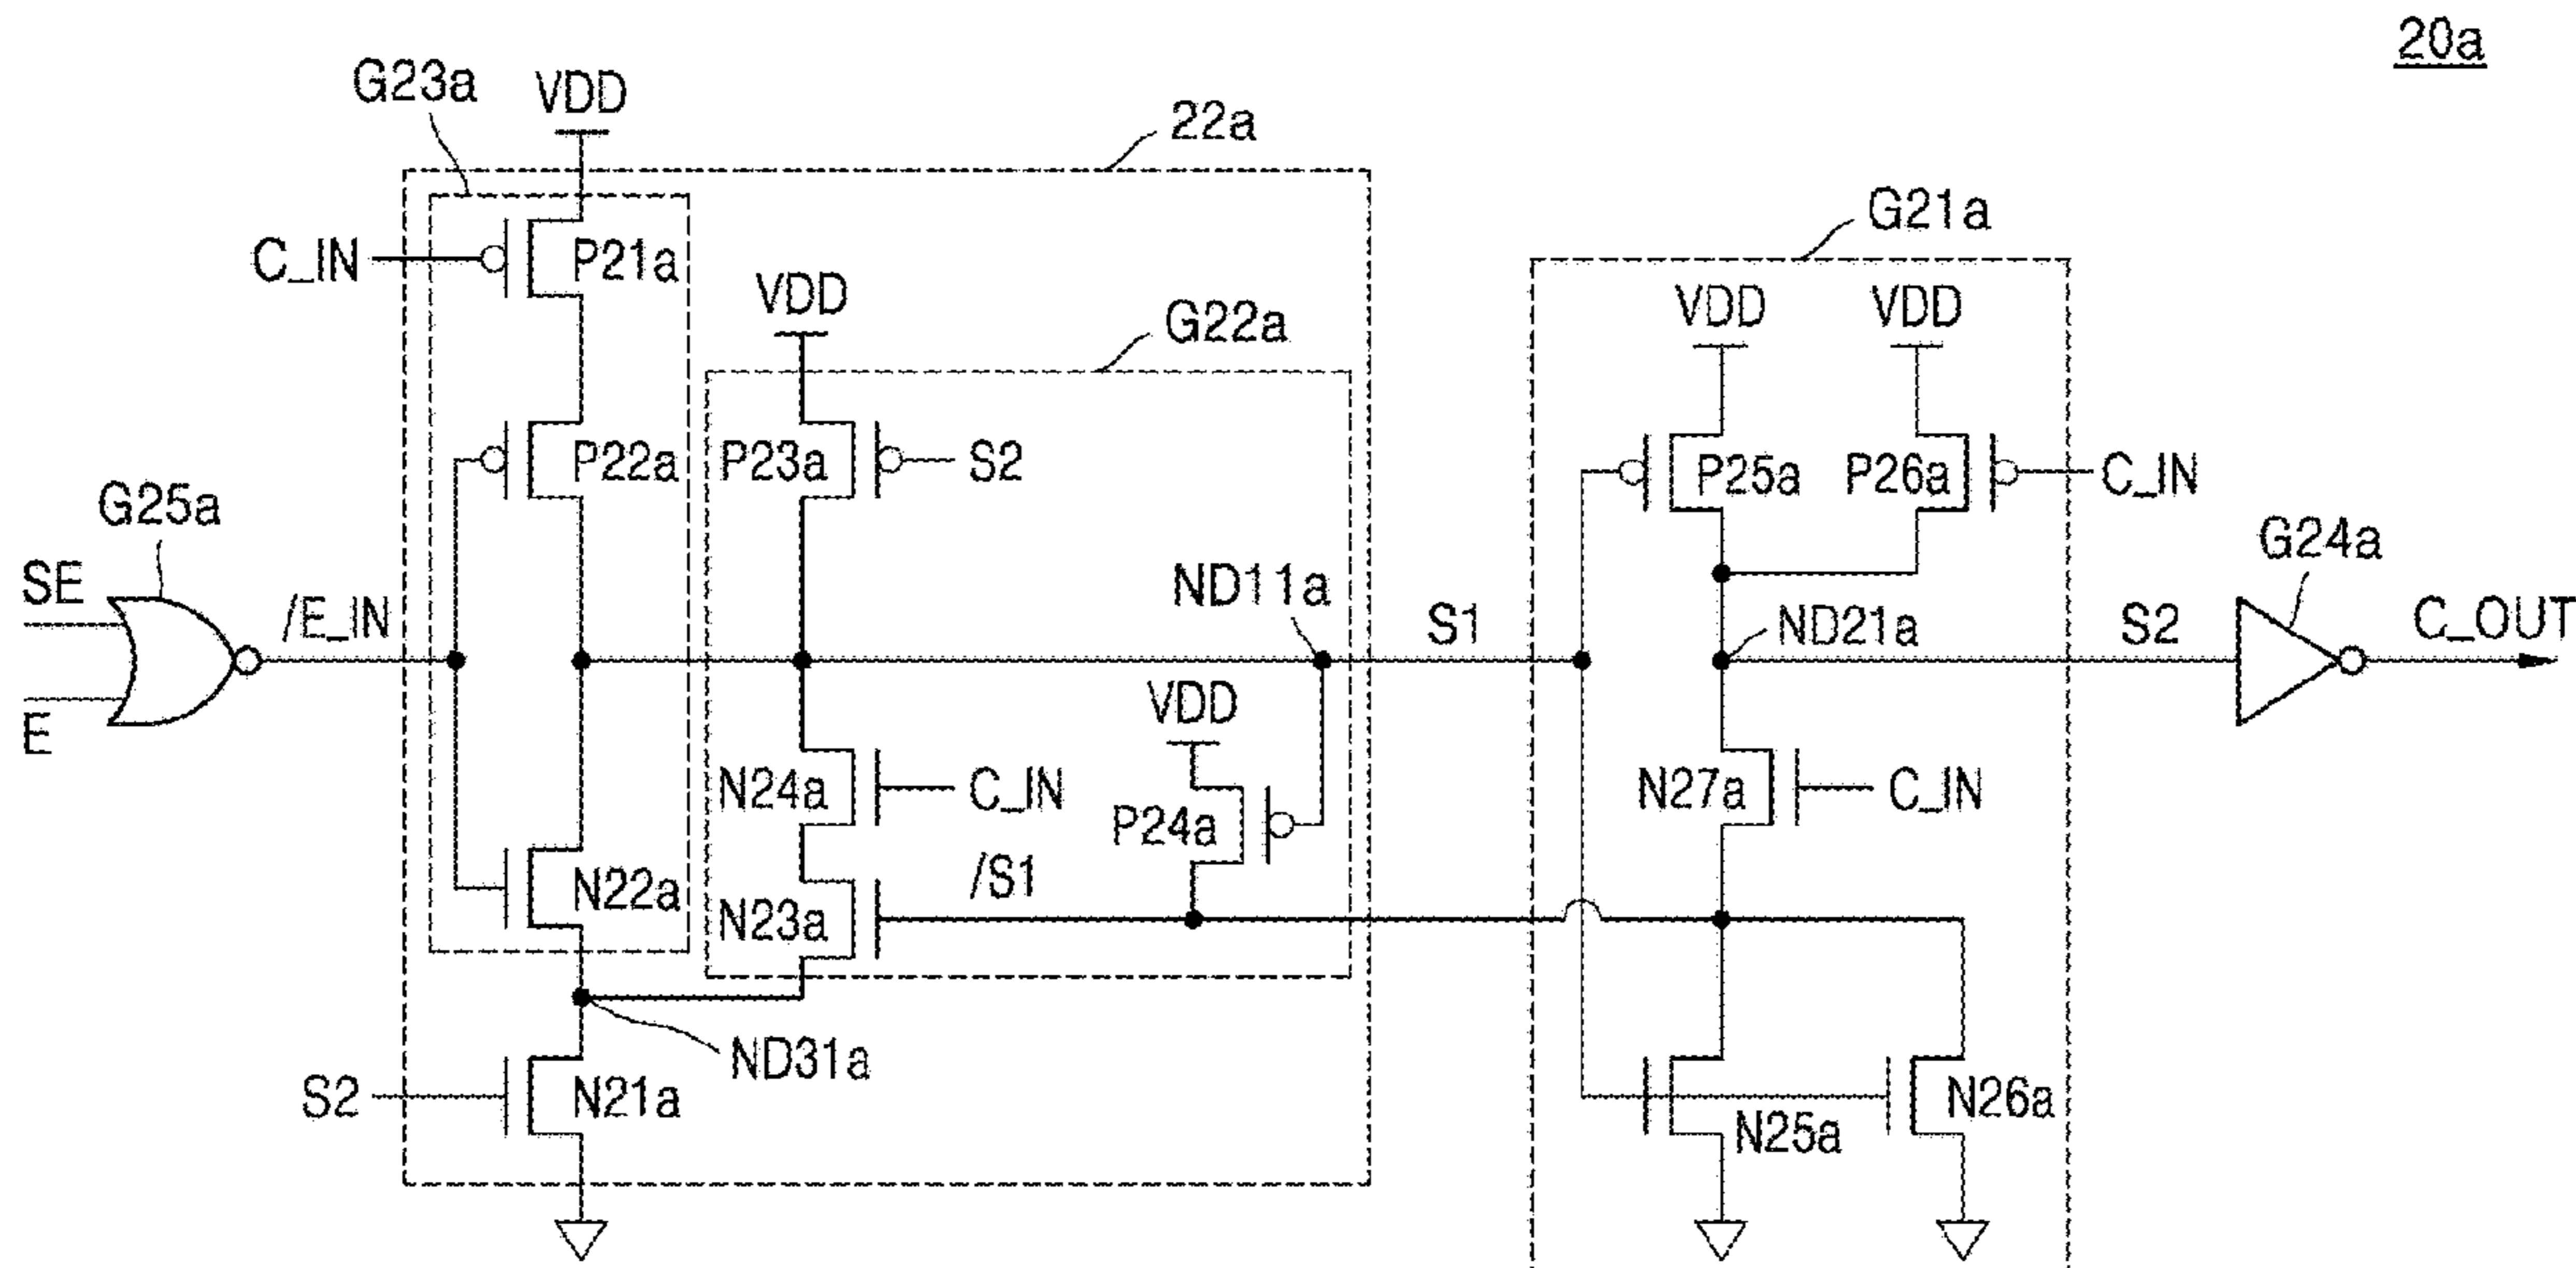 20a
G23a
VDD
22a
C_IN
P21a
G21a
VDD
G22a
VDD
VDD
P22a
P23a
S2
P25a
P26a
C_IN
G25a
G24a
SE
/E_IN
ND11a
S1
ND21a
S2
C_OUT
E
VDD
N24a
C_IN
P24a
N27a
C_IN
/S1
N22a
N23a
ND31a
S2
N21a
N25a
N26a